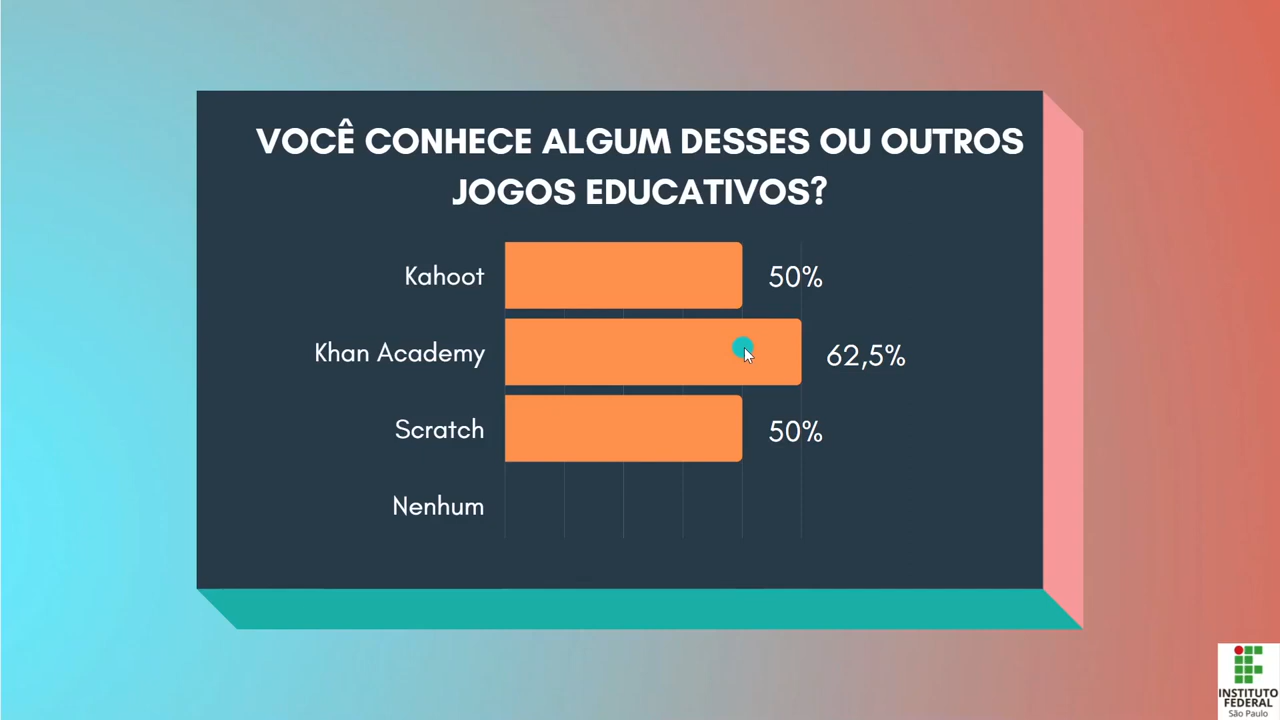 VOCÊ CONHECE ALGUM DESSES OU OUTROS
JOGOS EDUCATIVOS?
Kahoot
50%
Khan Academy
62,5%
Scratch
50%
Nenhum
INSTITUTO
FEDERAL
São Paulo